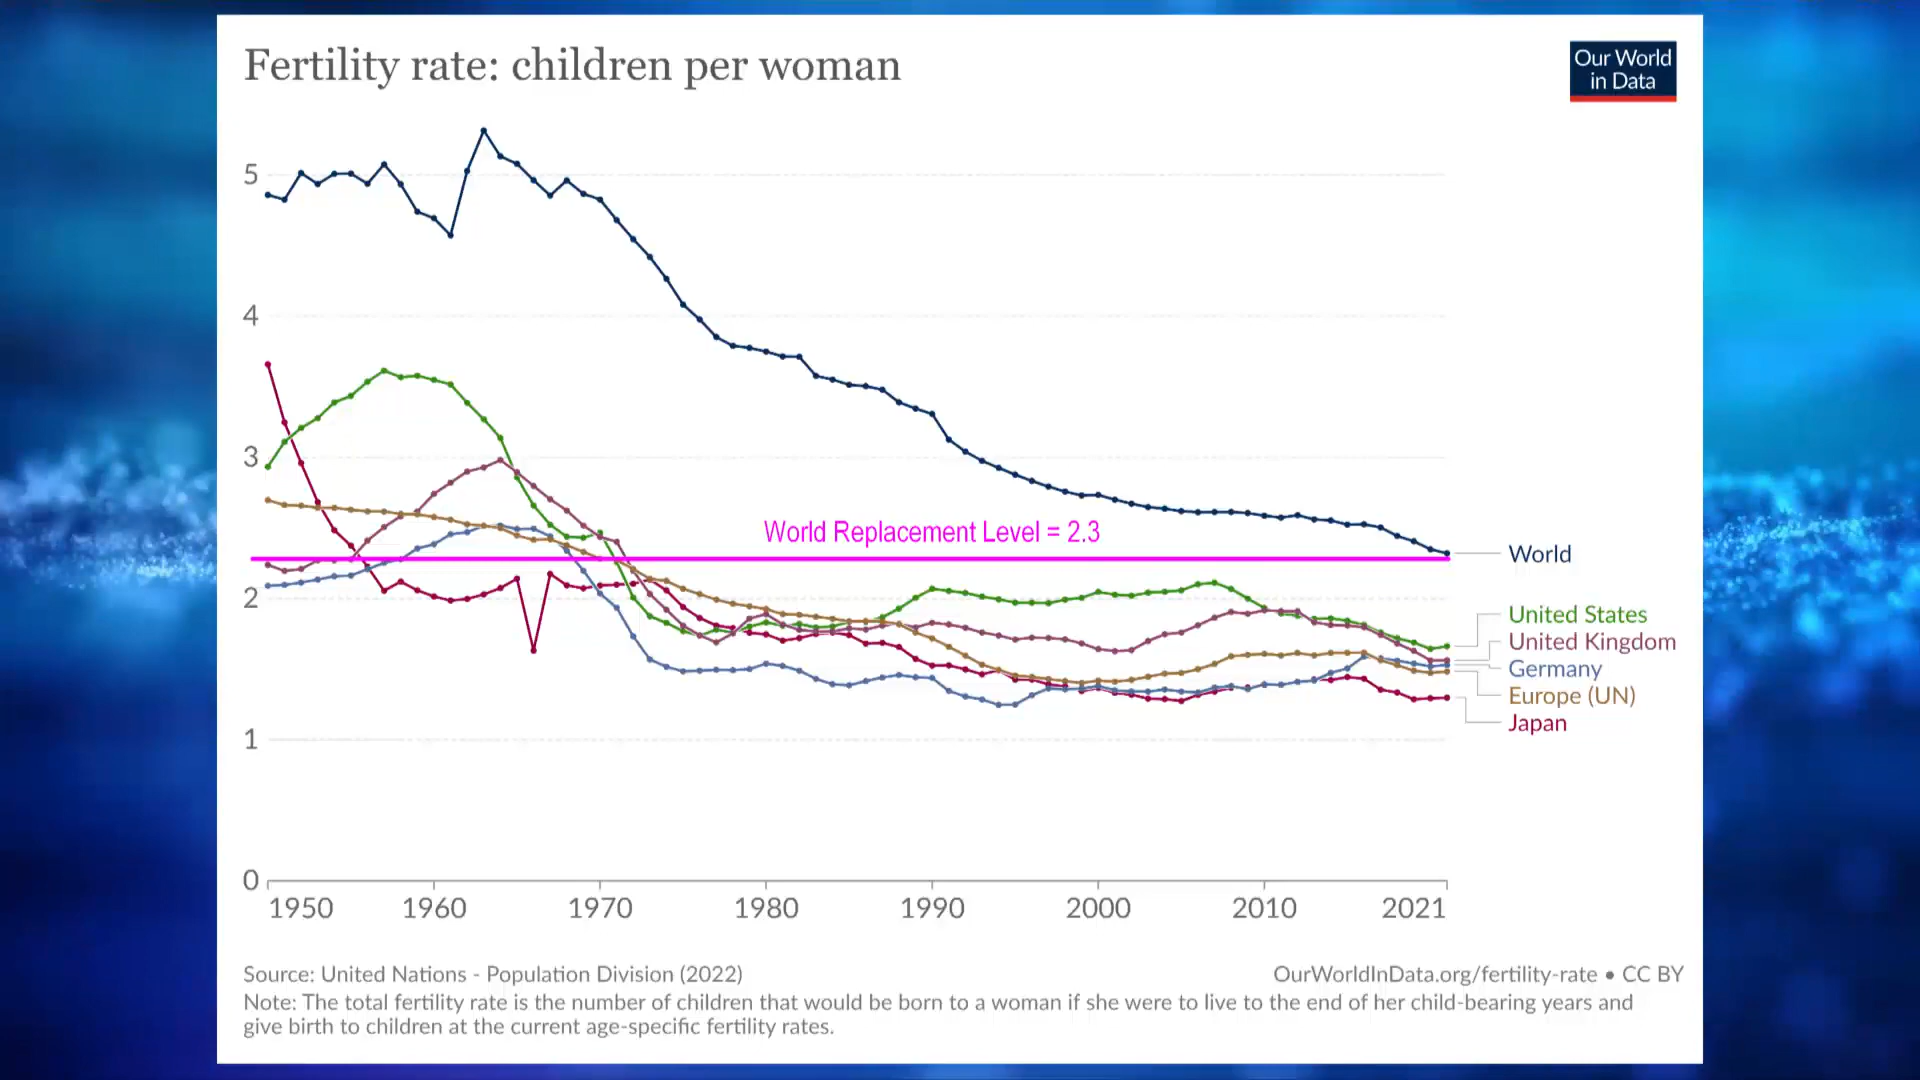 Fertility rate: children per woman
Our World
in Data
5
4
3
2
1
0
World Replacement Level = 2.3
World
United States
United Kingdom
Germany
Europe (UN)
Japan
1950 1960 1970 1980 1990 2000 2010 2021
Source: United Nations - Population Division (2022)
OurWorldInData.org/fertility-rate • CC BY
Note: The total fertility rate is the number of children that would be born to a woman if she were to live to the end of her child-bearing years and
give birth to children at the current age-specific fertility rates.